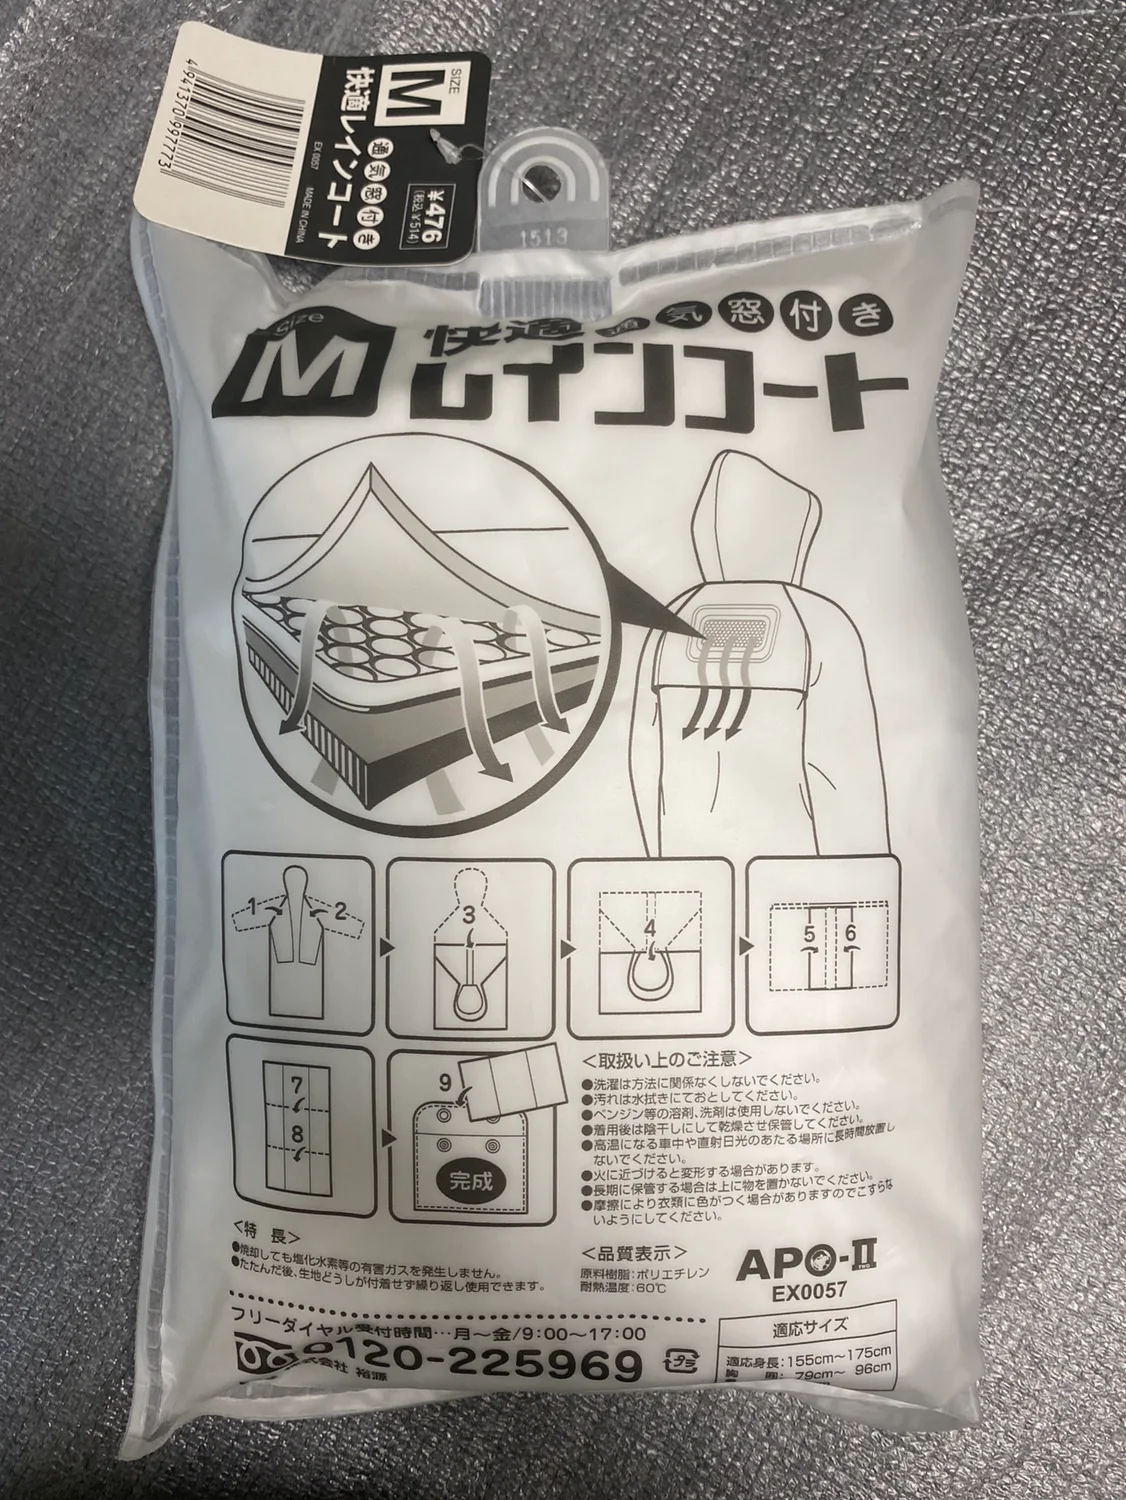 SIZE
M
快適レインコート
通気窓付き
¥476
(税込¥514)
EX 0057 MADE IN CHINA
4941370997773
1513
size
M
快適 通気窓付き
レインコート
1 2
3
4
5 6
7
8
9
完成
<取扱い上のご注意>
●洗濯は方法に関係なくしないでください。
●汚れは水拭きにておとしてください。
●ベンジン等の溶剤、洗剤は使用しないでください。
●着用後は陰干しにして乾燥させ保管してください。
●高温になる車中や直射日光のあたる場所に長時間放置し
ないでください。
●火に近づけると変形する場合があります。
●長期に保管する場合は上に物を置かないでください。
●摩擦により衣類に色がつく場合がありますのでこすらな
いようにしてください。
<特 長>
●焼却しても塩化水素等の有害ガスを発生しません。
●たたんだ後、生地どうしが付着せず繰り返し使用できます。
<品質表示>
原料樹脂:ポリエチレン
耐熱温度:60℃
APO-II
TWO
EX0057
フリーダイヤル受付時間…月〜金/9:00〜17:00
0120-225969
株式会社 裕源
プラ
適応サイズ
適応身長:155cm〜175cm
胸 囲: 79cm〜 96cm